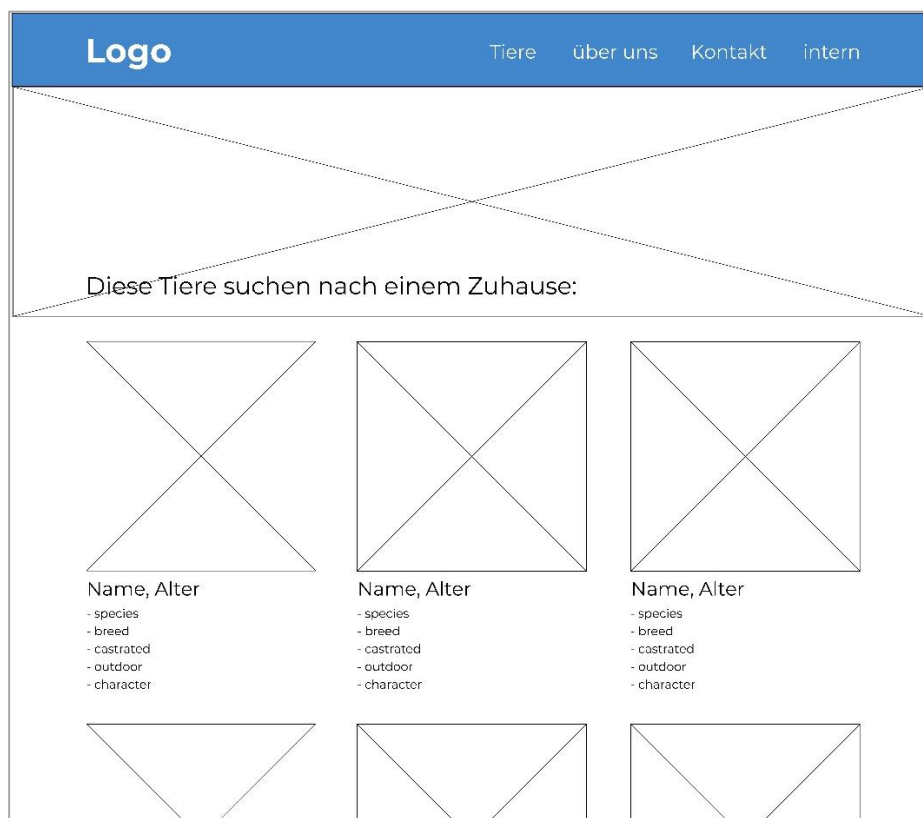 Logo
Tiere über uns Kontakt intern
Diese Tiere suchen nach einem Zuhause:
Name, Alter
- species
- breed
- castrated
- outdoor
- character
Name, Alter
- species
- breed
- castrated
- outdoor
- character
Name, Alter
- species
- breed
- castrated
- outdoor
- character